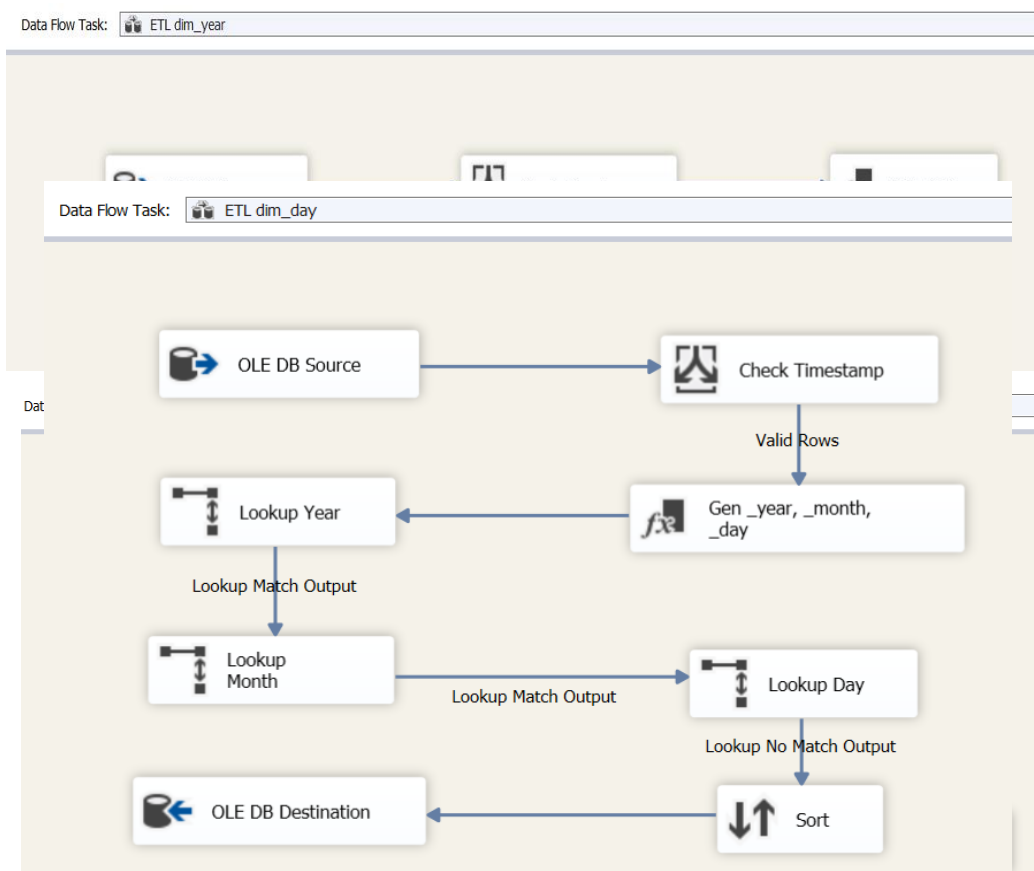 Data Flow Task: ETL dim_year
Data Flow Task: ETL dim_day
OLE DB Source
Check Timestamp
Valid Rows
Dat
Lookup Year
Gen _year, _month,
_day
Lookup Match Output
Lookup
Month
Lookup Match Output
Lookup Day
Lookup No Match Output
OLE DB Destination
Sort